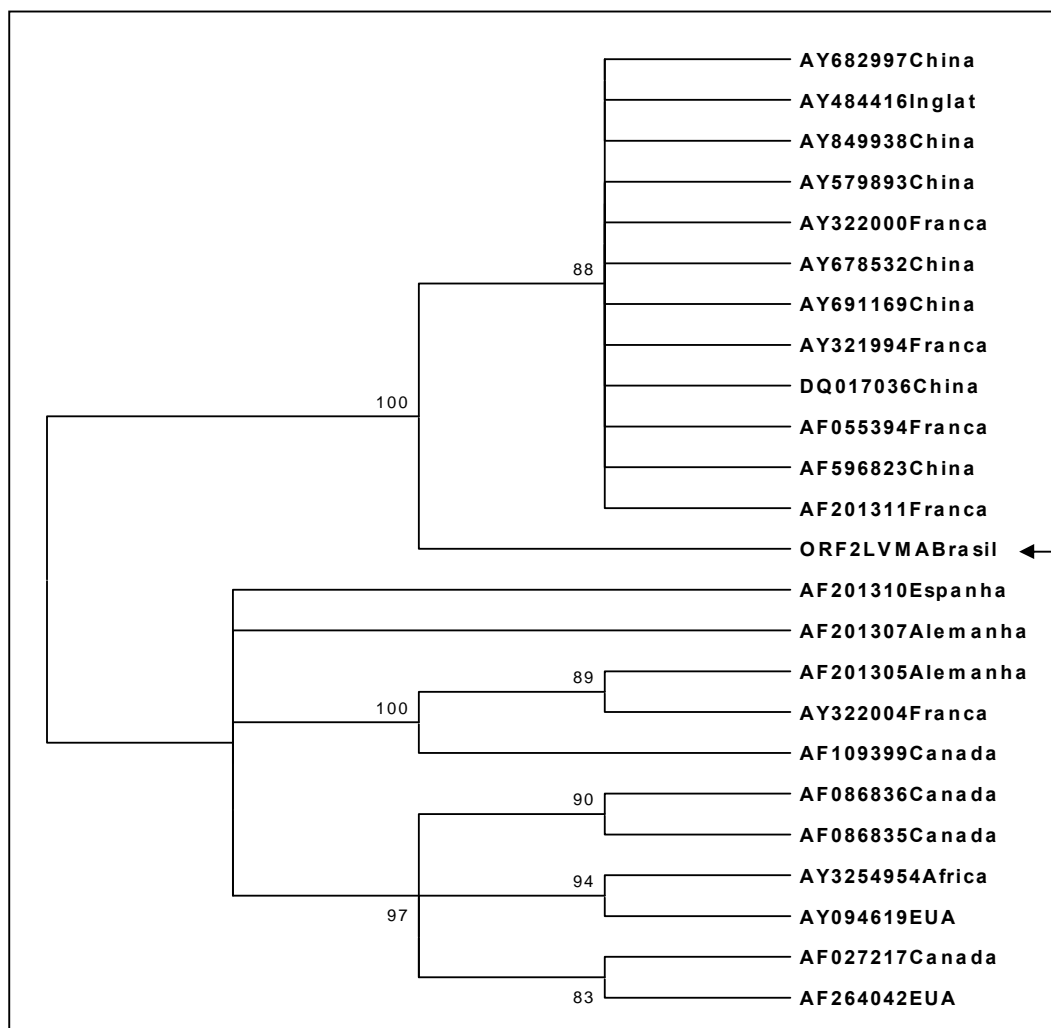 AY682997China
AY484416Inglat
AY849938China
AY579893China
AY322000Franca
88
AY678532China
AY691169China
AY321994Franca
DQ017036China
100
AF055394Franca
AF596823China
AF201311Franca
ORF2LVMABrasil
AF201310Espanha
AF201307Alemanha
89
AF201305Alemanha
100
AY322004Franca
AF109399Canada
90
AF086836Canada
AF086835Canada
94
AY3254954Africa
97
AY094619EUA
AF027217Canada
83
AF264042EUA